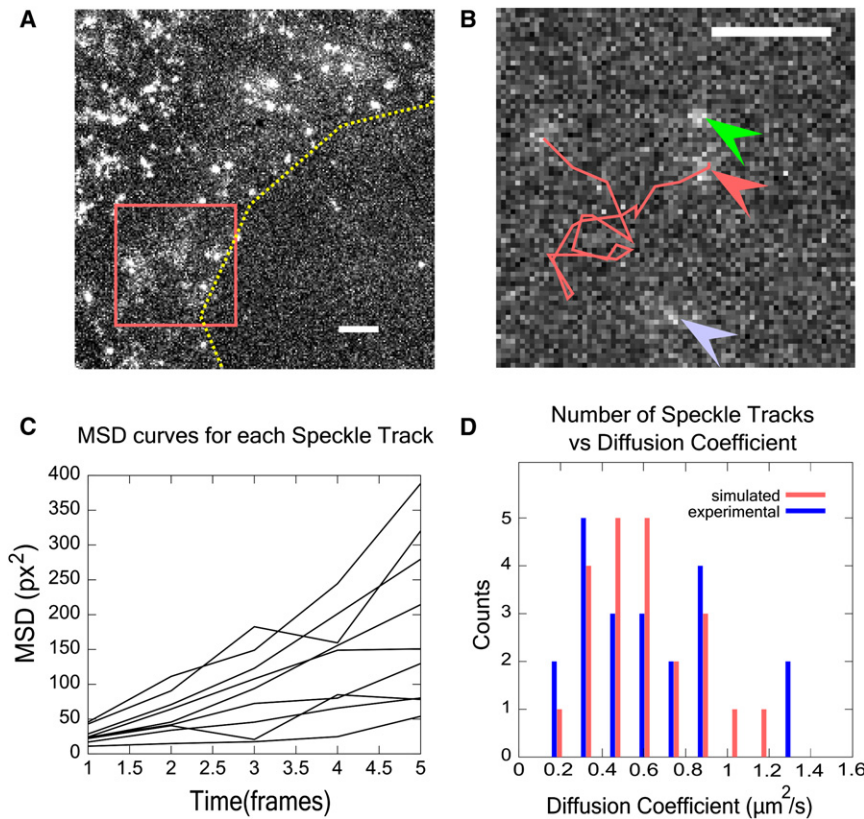 A
B
C
MSD curves for each Speckle Track
MSD (px²)
400
350
300
250
200
150
100
50
0
1 1.5 2 2.5 3 3.5 4 4.5 5
Time(frames)
D
Number of Speckle Tracks
vs Diffusion Coefficient
simulated
experimental
Counts
5
4
3
2
1
0
0 0.2 0.4 0.6 0.8 1 1.2 1.4 1.6
Diffusion Coefficient (µm²/s)